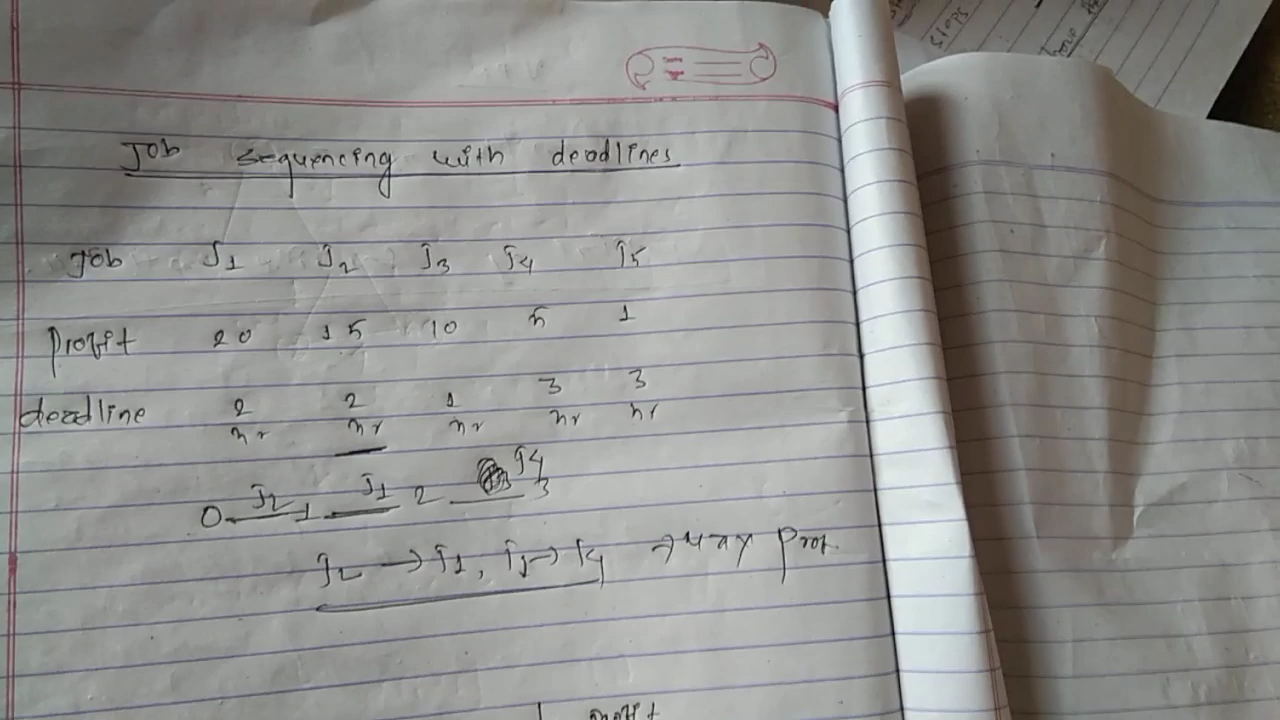 Job sequencing with deadlines
Job J1 J2 J3 J4 J5
Profit 20 15 10 5 1
deadline 2 2 1 3 3
hr hr hr hr hr
0 J2 1 J1 2 J4 3
J2 → J1, J1 → J4 → Max Prof.
profit